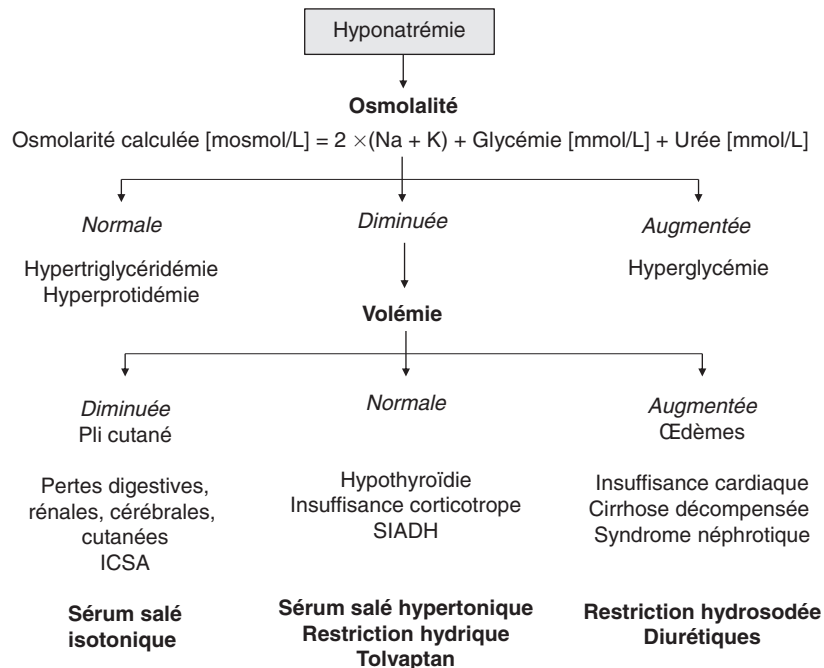 Hyponatrémie
Osmolalité
Osmolarité calculée [mosmol/L] = 2 ×(Na + K) + Glycémie [mmol/L] + Urée [mmol/L]
Normale
Hypertriglycéridémie
Hyperprotidémie
Diminuée
Augmentée
Hyperglycémie
Volémie
Diminuée
Pli cutané
Pertes digestives,
rénales, cérébrales,
cutanées
ICSA
Sérum salé
isotonique
Normale
Hypothyroïdie
Insuffisance corticotrope
SIADH
Sérum salé hypertonique
Restriction hydrique
Tolvaptan
Augmentée
Œdèmes
Insuffisance cardiaque
Cirrhose décompensée
Syndrome néphrotique
Restriction hydrosodée
Diurétiques